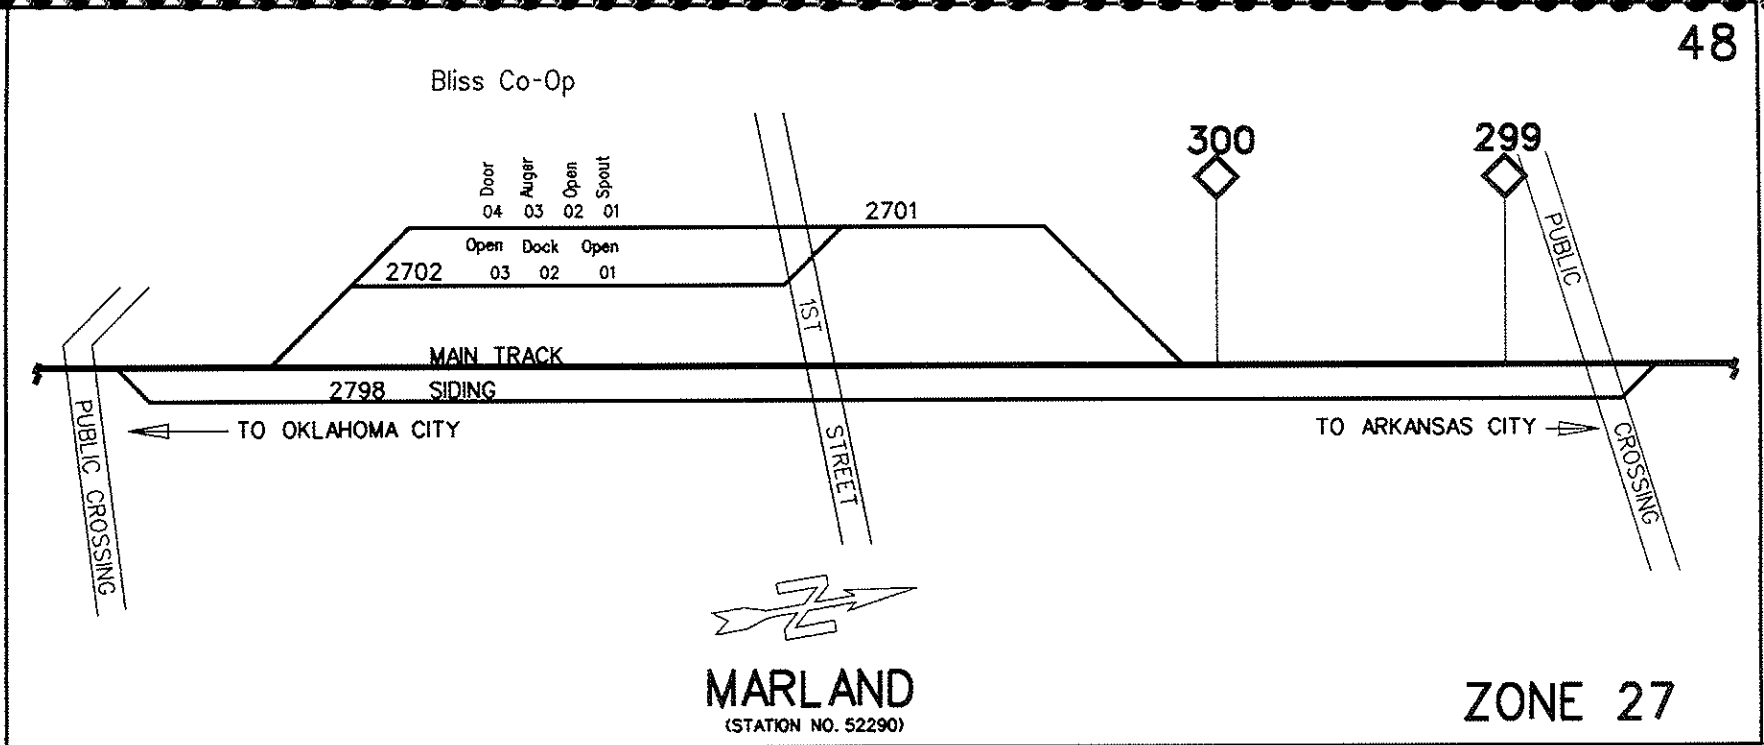 48
Bliss Co-Op
300
299
Door Auger Open Spout
04 03 02 01
2701
Open Dock Open
2702 03 02 01
PUBLIC
1ST
MAIN TRACK
2798 SIDING
TO OKLAHOMA CITY
TO ARKANSAS CITY
PUBLIC CROSSING
STREET
CROSSING
N
MARLAND
(STATION NO. 52290)
ZONE 27